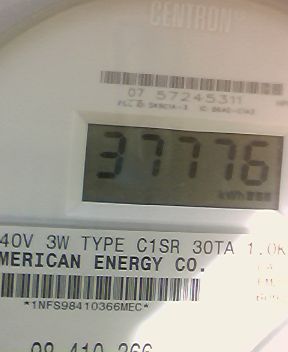 CENTRON
07 57245311
37776
kWh
40V 3W TYPE C1SR 30TA 1.0K
MERICAN ENERGY CO.
*1NFS98410366MEC*
98 410 366